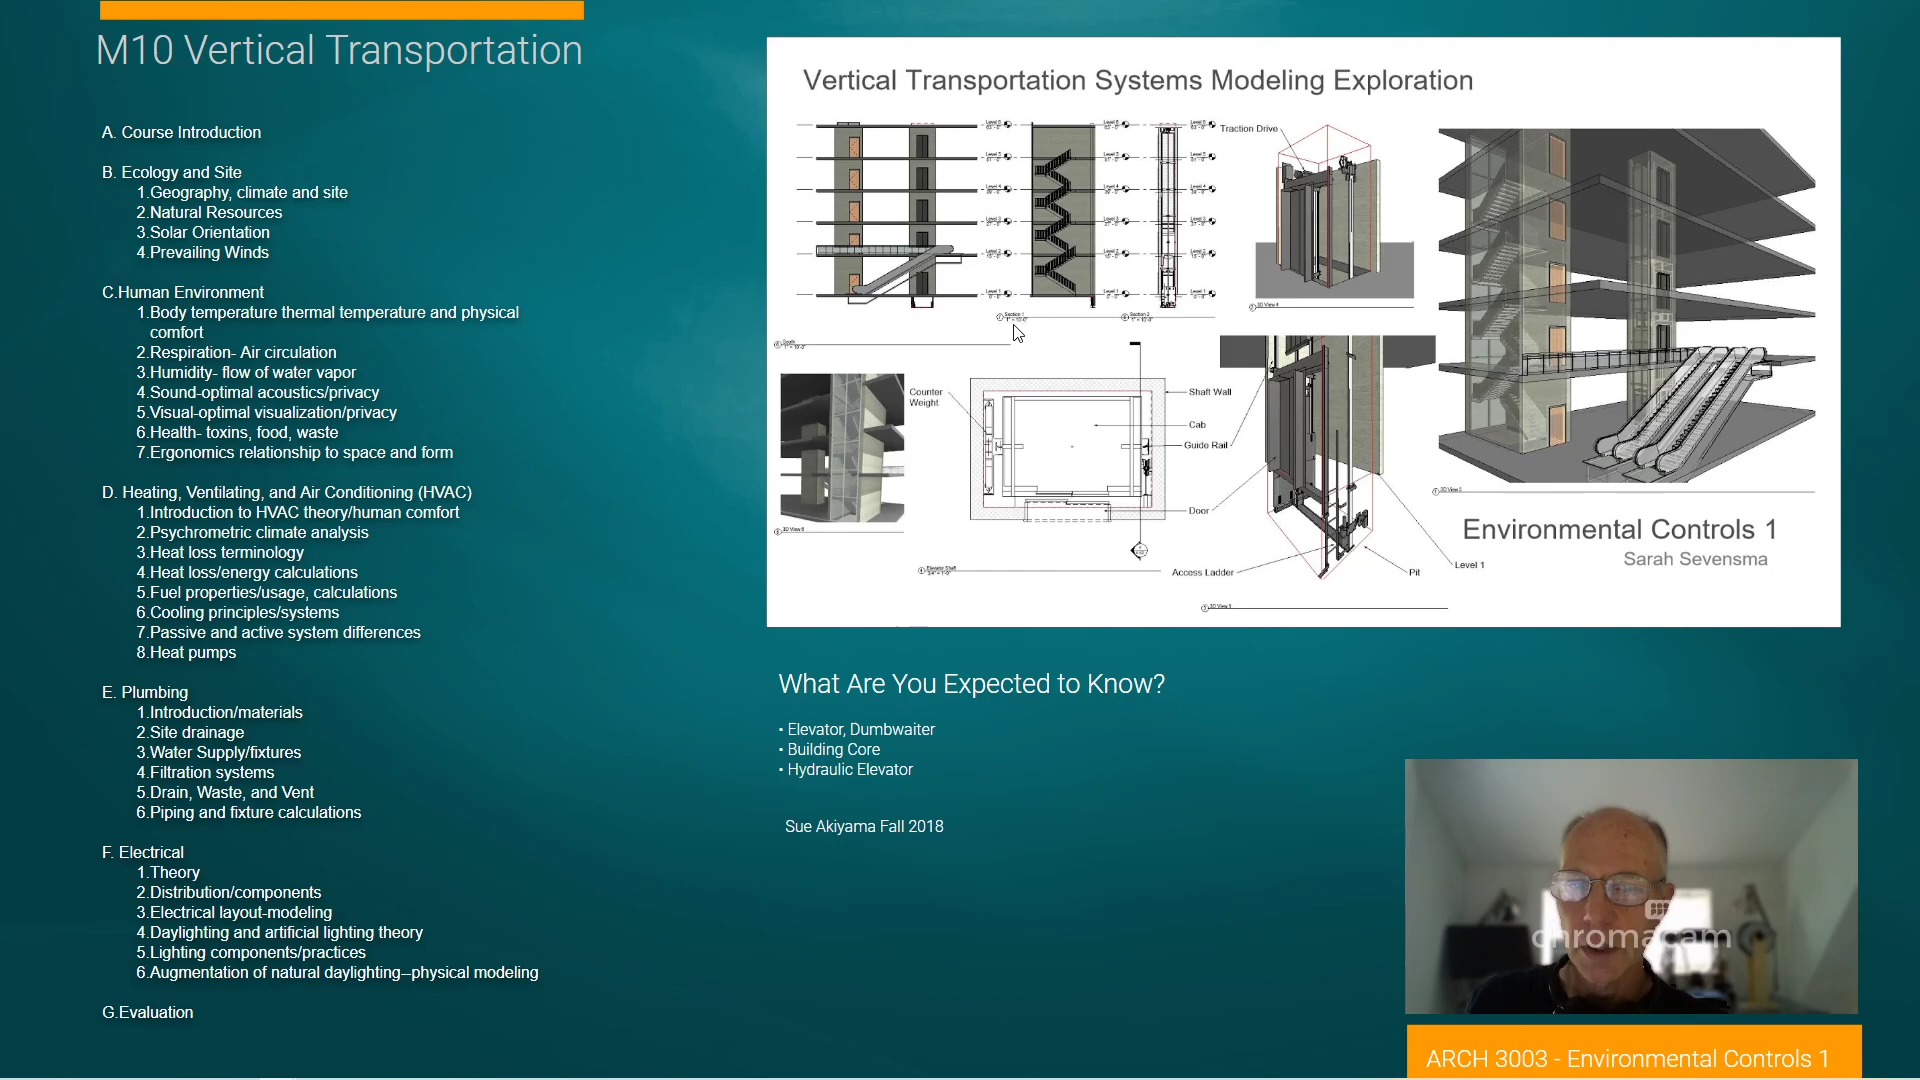 M10 Vertical Transportation
A. Course Introduction
B. Ecology and Site
1.Geography, climate and site
2.Natural Resources
3.Solar Orientation
4.Prevailing Winds
C.Human Environment
1.Body temperature thermal temperature and physical
comfort
2.Respiration- Air circulation
3.Humidity- flow of water vapor
4.Sound-optimal acoustics/privacy
5.Visual-optimal visualization/privacy
6.Health- toxins, food, waste
7.Ergonomics relationship to space and form
D. Heating, Ventilating, and Air Conditioning (HVAC)
1.Introduction to HVAC theory/human comfort
2.Psychrometric climate analysis
3.Heat loss terminology
4.Heat loss/energy calculations
5.Fuel properties/usage, calculations
6.Cooling principles/systems
7.Passive and active system differences
8.Heat pumps
E. Plumbing
1.Introduction/materials
2.Site drainage
3.Water Supply/fixtures
4.Filtration systems
5.Drain, Waste, and Vent
6.Piping and fixture calculations
F. Electrical
1.Theory
2.Distribution/components
3.Electrical layout-modeling
4.Daylighting and artificial lighting theory
5.Lighting components/practices
6.Augmentation of natural daylighting--physical modeling
G.Evaluation
Vertical Transportation Systems Modeling Exploration
Traction Drive
Counter
Weight
Shaft Wall
Cab
Guide Rail
Door
Access Ladder
Pit
Level 1
Environmental Controls 1
Sarah Sevensma
What Are You Expected to Know?
• Elevator, Dumbwaiter
• Building Core
• Hydraulic Elevator
Sue Akiyama Fall 2018
chromacam
ARCH 3003 - Environmental Controls 1